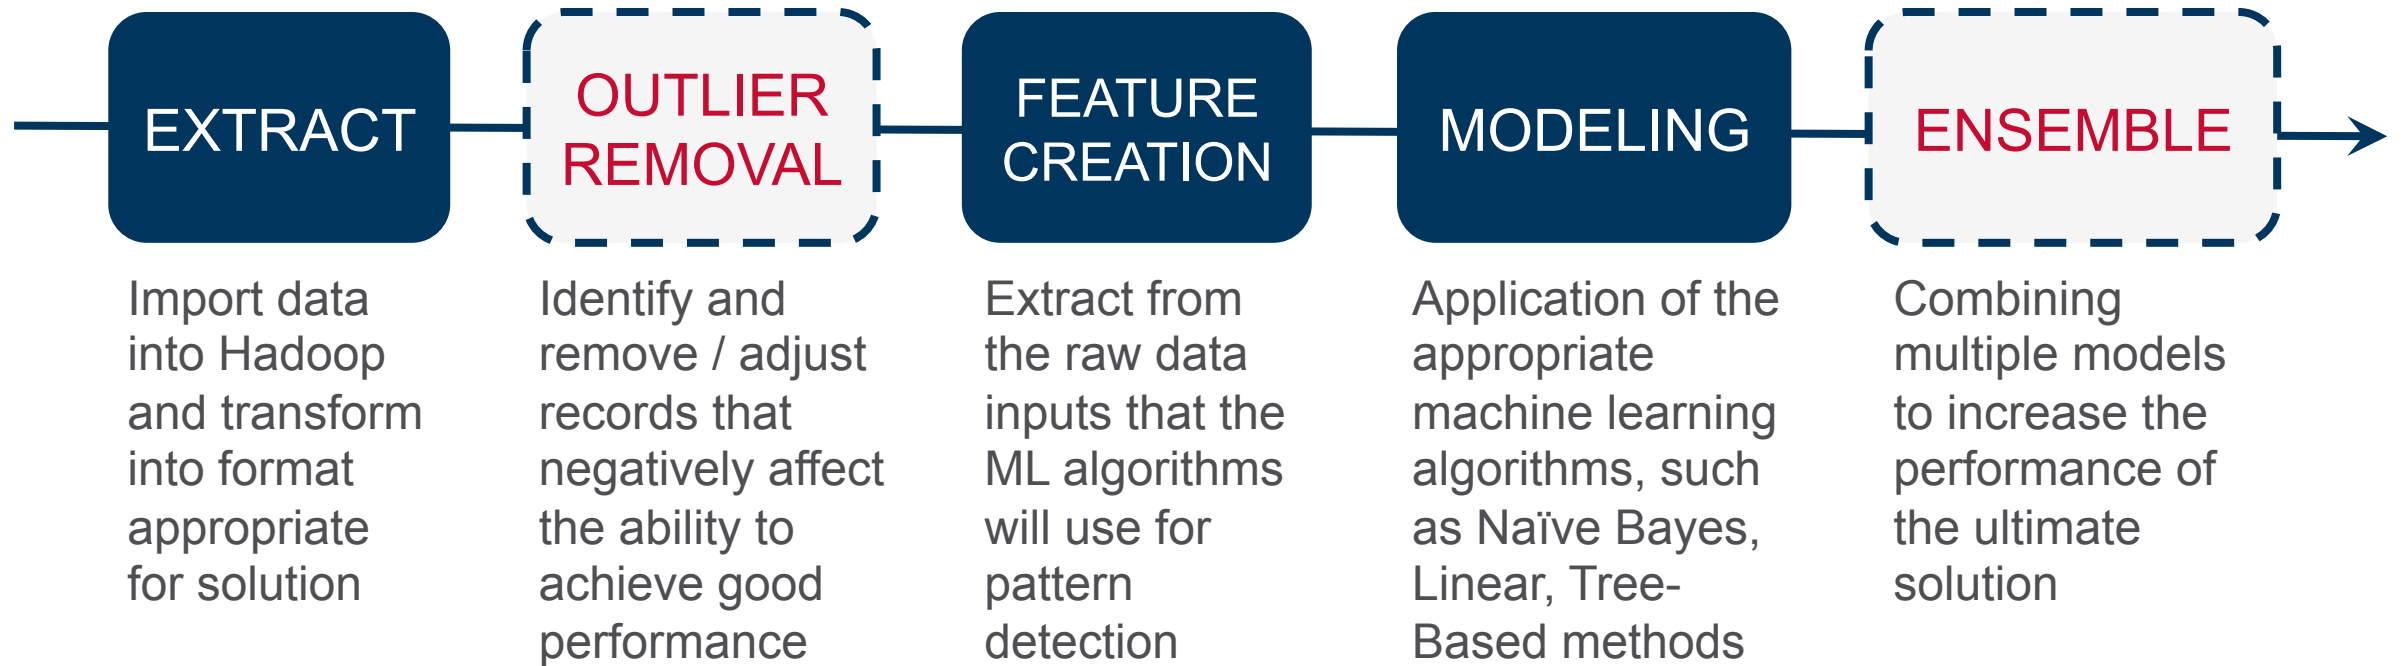 EXTRACT
Import data
into Hadoop
and transform
into format
appropriate
for solution
OUTLIER
REMOVAL
Identify and
remove / adjust
records that
negatively affect
the ability to
achieve good
performance
FEATURE
CREATION
Extract from
the raw data
inputs that the
ML algorithms
will use for
pattern
detection
MODELING
Application of the
appropriate
machine learning
algorithms, such
as Naïve Bayes,
Linear, Tree-
Based methods
ENSEMBLE
Combining
multiple models
to increase the
performance of
the ultimate
solution